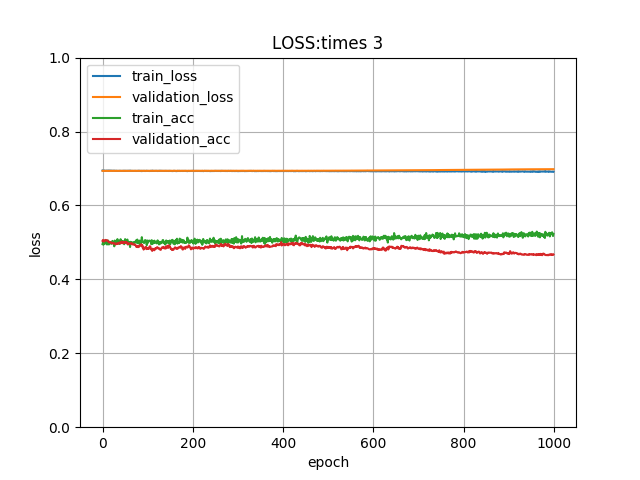 LOSS:times 3
train_loss
validation_loss
train_acc
validation_acc
1.0
0.8
0.6
0.4
0.2
0.0
loss
0 200 400 600 800 1000
epoch